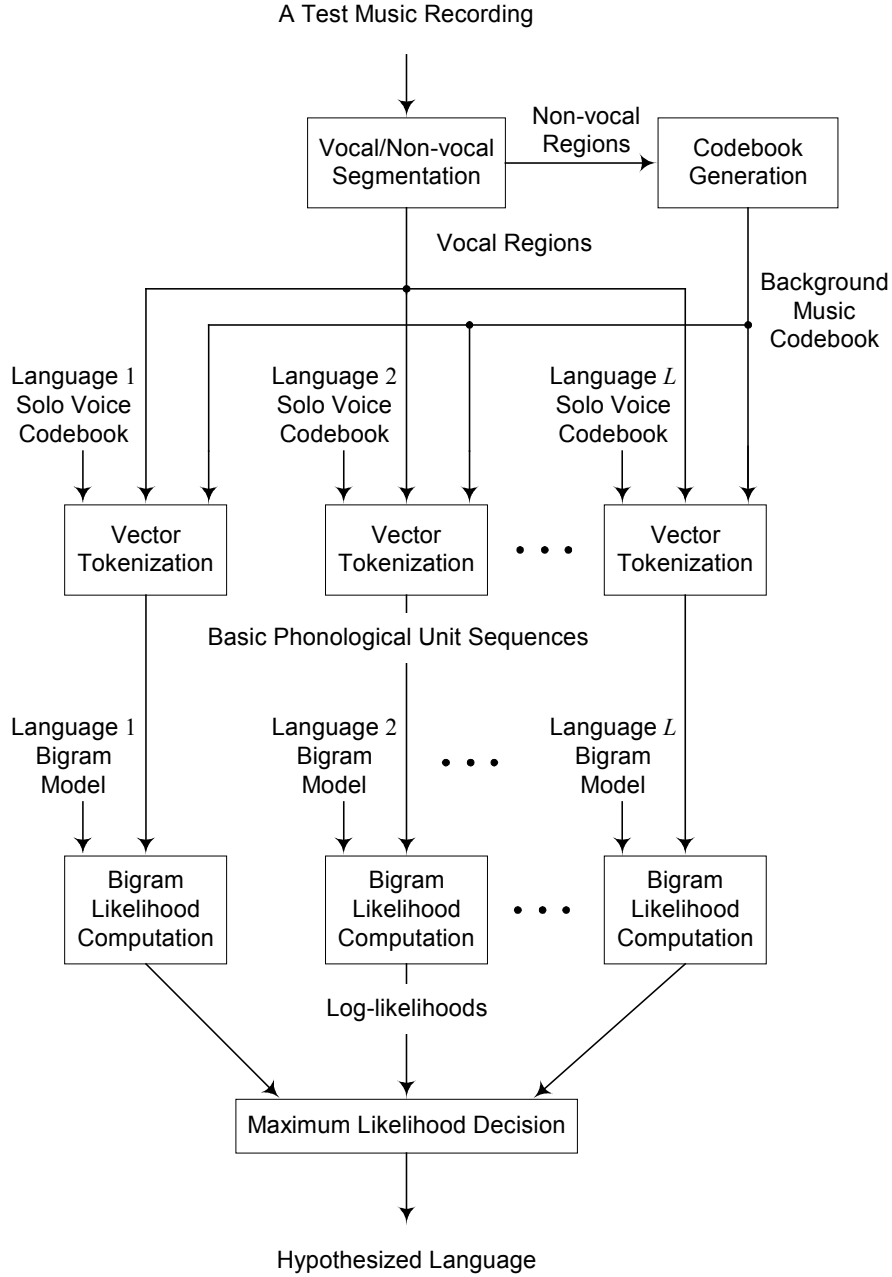 A Test Music Recording
Non-vocal
Regions
Vocal/Non-vocal
Segmentation
Codebook
Generation
Vocal Regions
Background
Music
Codebook
Language 1
Solo Voice
Codebook
Language 2
Solo Voice
Codebook
Language L
Solo Voice
Codebook
Vector
Tokenization
Vector
Tokenization
• • •
Vector
Tokenization
Basic Phonological Unit Sequences
Language 1
Bigram
Model
Language 2
Bigram
Model
• • •
Language L
Bigram
Model
Bigram
Likelihood
Computation
Bigram
Likelihood
Computation
• • •
Bigram
Likelihood
Computation
Log-likelihoods
Maximum Likelihood Decision
Hypothesized Language